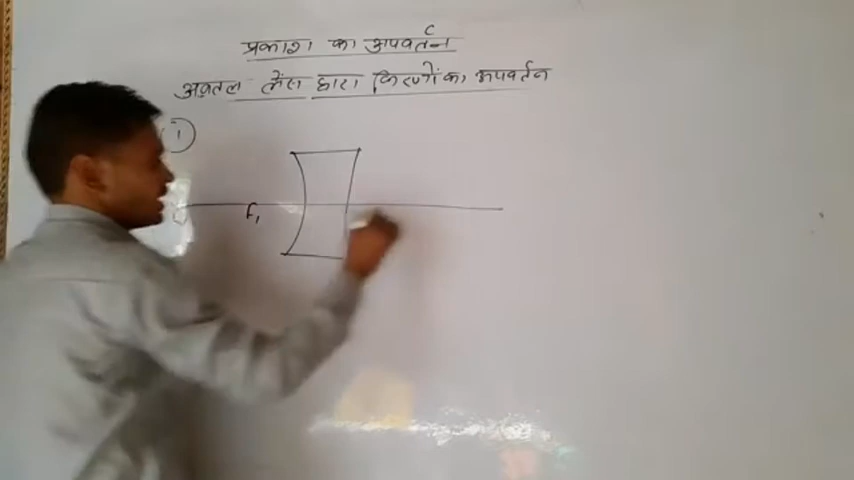 प्रकाश का अपवर्तन
अवतल लेंस द्वारा किरणों का अपवर्तन
1
F1